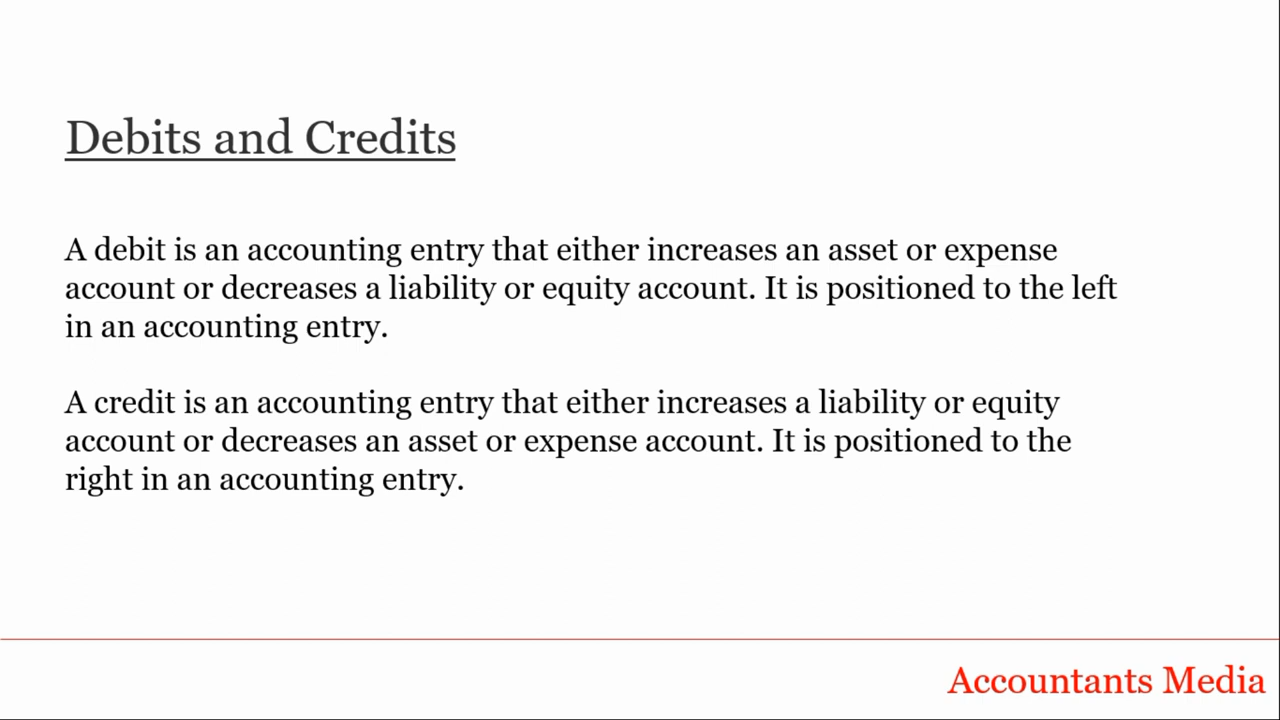 Debits and Credits
A debit is an accounting entry that either increases an asset or expense
account or decreases a liability or equity account. It is positioned to the left
in an accounting entry.
A credit is an accounting entry that either increases a liability or equity
account or decreases an asset or expense account. It is positioned to the
right in an accounting entry.
Accountants Media